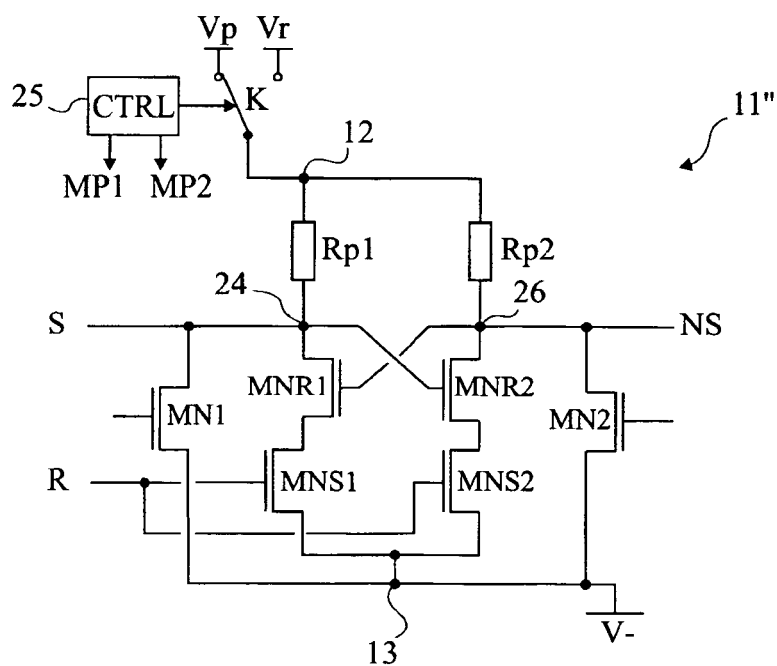 Vp Vr
25 CTRL K 11"
MP1 MP2 12
Rp1 Rp2
24 26
S NS
MNR1 MNR2
MN1 MN2
R MNS1 MNS2
13 V-